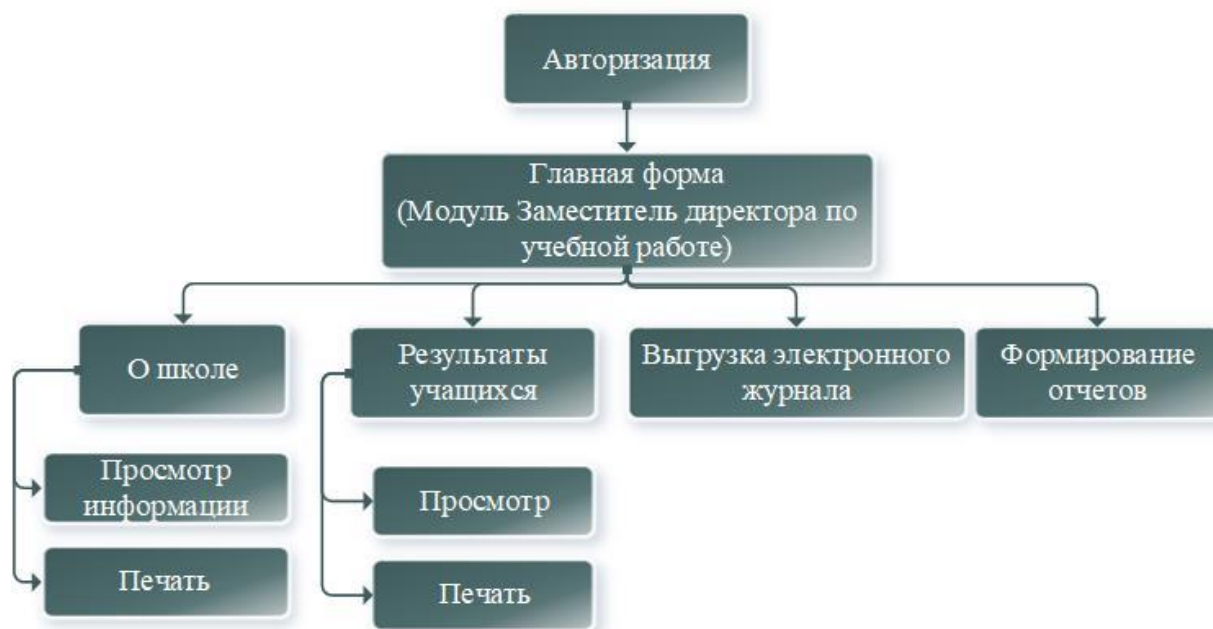 Авторизация
Главная форма
(Модуль Заместитель директора по
учебной работе)
О школе
Результаты
учащихся
Выгрузка электронного
журнала
Формирование
отчетов
Просмотр
информации
Просмотр
Печать
Печать